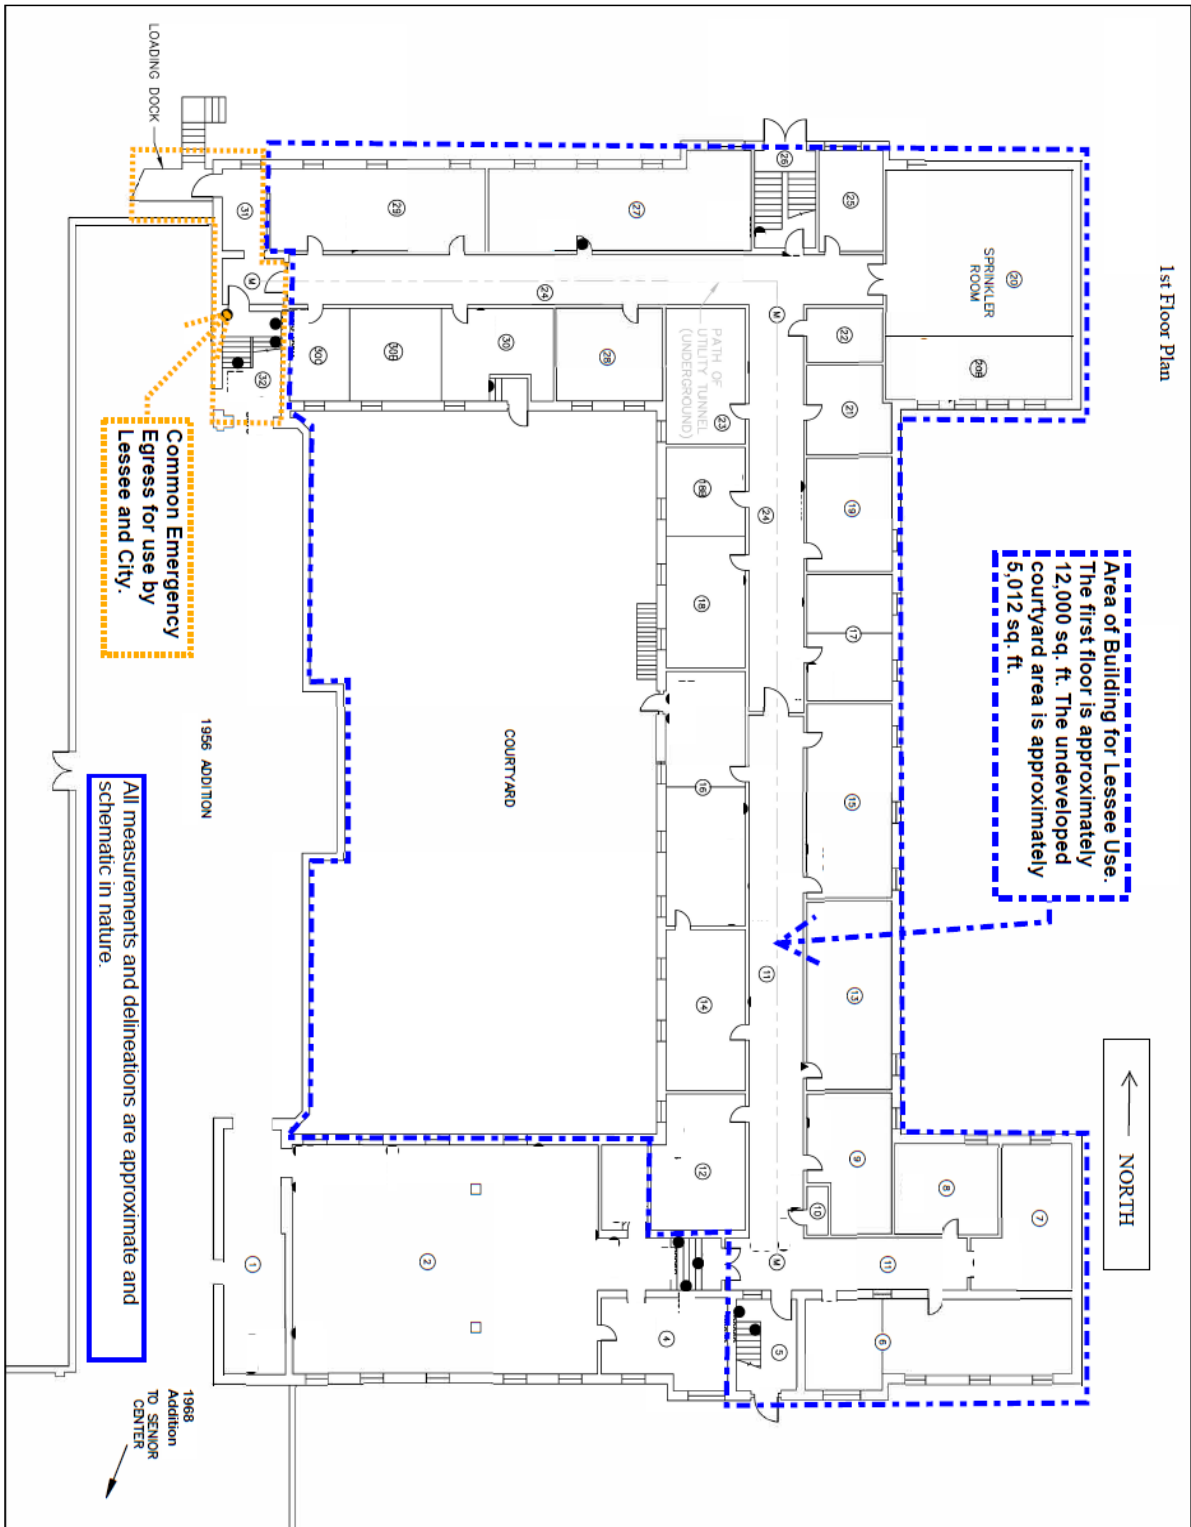 1st Floor Plan
LOADING DOCK
26
25
20
SPRINKLER
ROOM
20B
31
29
27
M
24
M
22
PATH OF
UTILITY TUNNEL
(UNDERGROUND)
32
30C
30B
30
28
23
21
18B
24
19
18
17
Common Emergency
Egress for use by
Lessee and City.
Area of Building for Lessee Use.
The first floor is approximately
12,000 sq. ft. The undeveloped
courtyard area is approximately
5,012 sq. ft.
1956 ADDITION
COURTYARD
16
15
14
11
13
All measurements and delineations are approximate and
schematic in nature.
NORTH
12
9
10
8
7
1
2
M
11
4
5
6
1968
Addition
TO SENIOR
CENTER